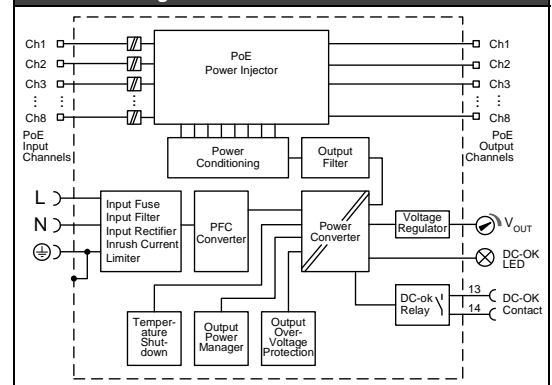 Ch1
Ch2
Ch3
Ch8
PoE
Input
Channels
PoE
Power Injector
Ch1
Ch2
Ch3
Ch8
PoE
Output
Channels
Power
Conditioning
Output
Filter
L
N
Input Fuse
Input Filter
Input Rectifier
Inrush Current
Limiter
PFC
Converter
Power
Converter
Voltage
Regulator
VOUT
DC-OK
LED
DC-ok
Relay
13
14
DC-OK
Contact
Temper-
ature
Shut-
down
Output
Power
Manager
Output
Over-
Voltage
Protection